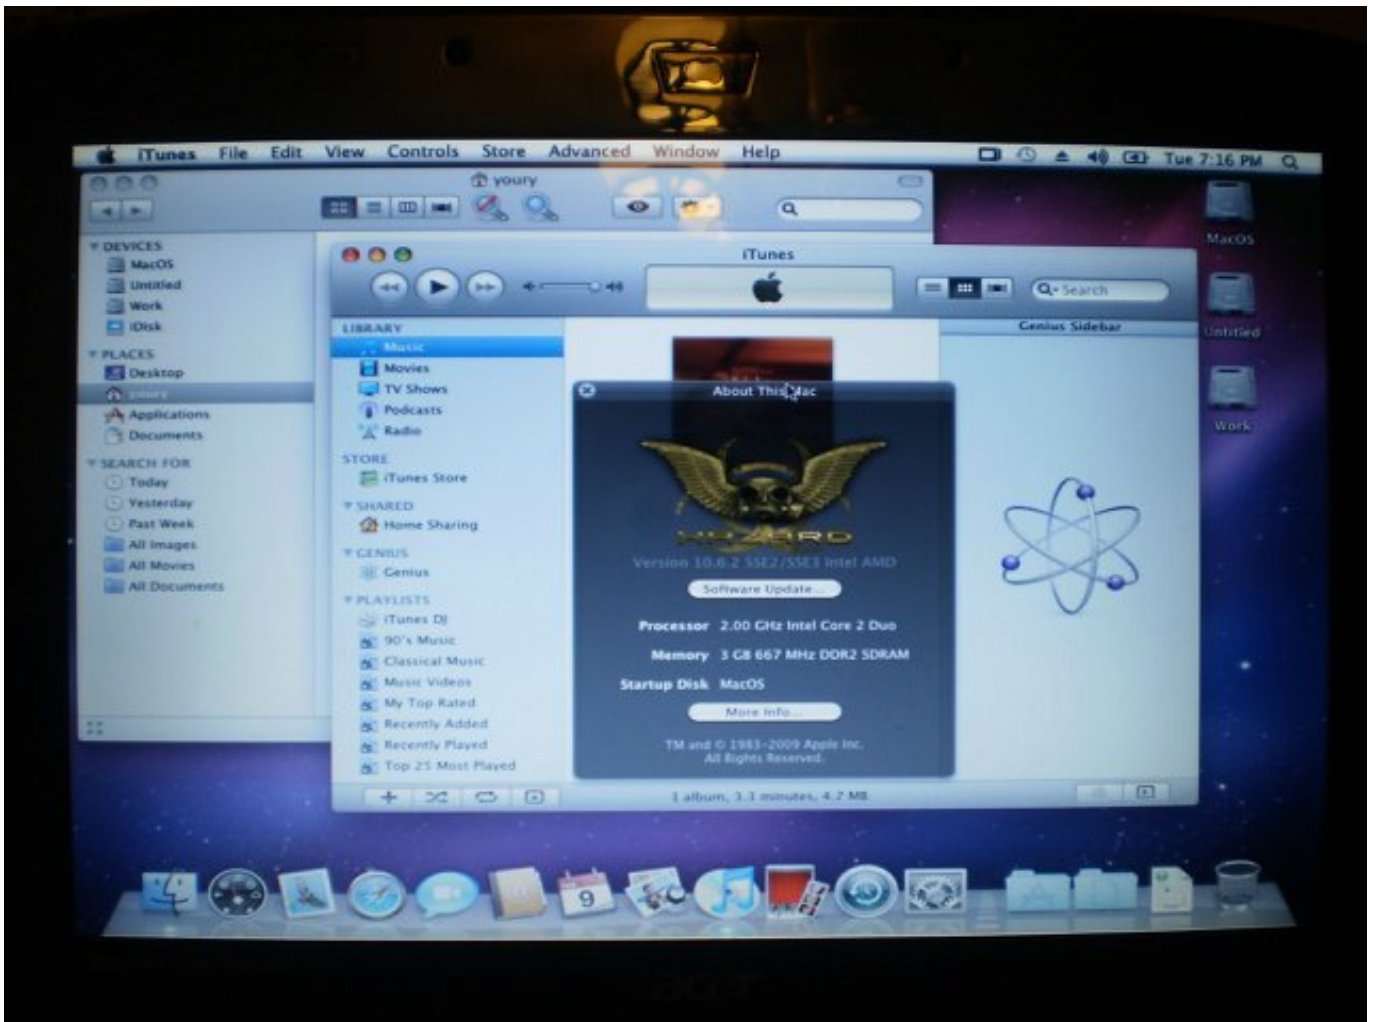 iTunes File Edit View Controls Store Advanced Window Help Tue 7:16 PM
youry
DEVICES
MacOS
Untitled
Work
iDisk
PLACES
Desktop
youry
Applications
Documents
SEARCH FOR
Today
Yesterday
Past Week
All Images
All Movies
All Documents
iTunes
Search
LIBRARY
Music
Movies
TV Shows
Podcasts
Radio
STORE
iTunes Store
SHARED
Home Sharing
GENIUS
Genius
PLAYLISTS
iTunes DJ
90's Music
Classical Music
Music Videos
My Top Rated
Recently Added
Recently Played
Top 25 Most Played
Genius Sidebar
About This Mac
Version 10.6.2 SSE2/SSE3 Intel AMD
Software Update...
Processor 2.00 GHz Intel Core 2 Duo
Memory 3 GB 667 MHz DDR2 SDRAM
Startup Disk MacOS
More Info...
TM and © 1983-2009 Apple Inc.
All Rights Reserved.
1 album, 3.3 minutes, 4.7 MB
MacOS
Untitled
Work
9
acer